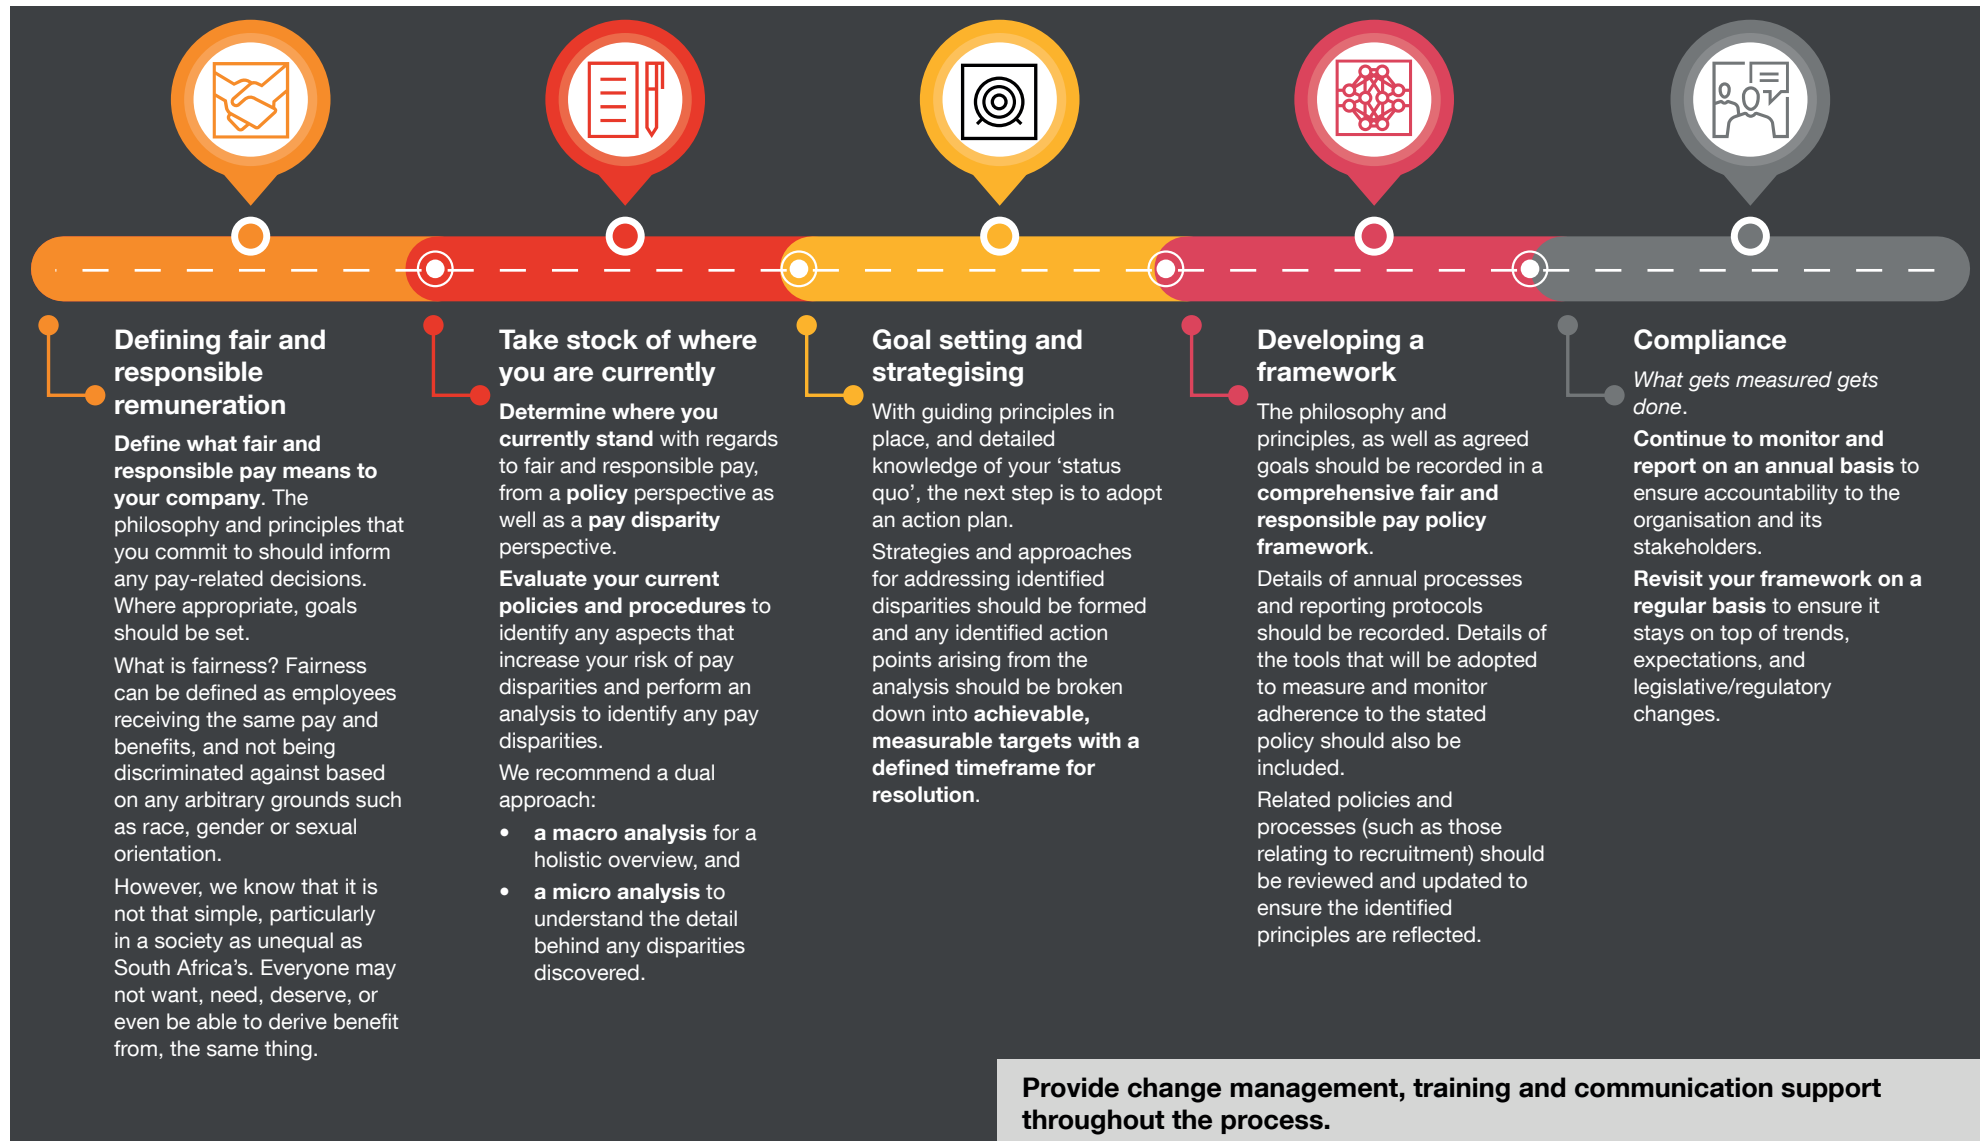 Defining fair and
responsible
remuneration
Define what fair and
responsible pay means to
your company. The
philosophy and principles that
you commit to should inform
any pay-related decisions.
Where appropriate, goals
should be set.
What is fairness? Fairness
can be defined as employees
receiving the same pay and
benefits, and not being
discriminated against based
on any arbitrary grounds such
as race, gender or sexual
orientation.
However, we know that it is
not that simple, particularly
in a society as unequal as
South Africa's. Everyone may
not want, need, deserve, or
even be able to derive benefit
from, the same thing.
Take stock of where
you are currently
Determine where you
currently stand with regards
to fair and responsible pay,
from a policy perspective as
well as a pay disparity
perspective.
Evaluate your current
policies and procedures to
identify any aspects that
increase your risk of pay
disparities and perform an
analysis to identify any pay
disparities.
We recommend a dual
approach:
• a macro analysis for a
holistic overview, and
• a micro analysis to
understand the detail
behind any disparities
discovered.
Goal setting and
strategising
With guiding principles in
place, and detailed
knowledge of your ‘status
quo’, the next step is to adopt
an action plan.
Strategies and approaches
for addressing identified
disparities should be formed
and any identified action
points arising from the
analysis should be broken
down into achievable,
measurable targets with a
defined timeframe for
resolution.
Developing a
framework
The philosophy and
principles, as well as agreed
goals should be recorded in a
comprehensive fair and
responsible pay policy
framework.
Details of annual processes
and reporting protocols
should be recorded. Details of
the tools that will be adopted
to measure and monitor
adherence to the stated
policy should also be
included.
Related policies and
processes (such as those
relating to recruitment) should
be reviewed and updated to
ensure the identified
principles are reflected.
Compliance
What gets measured gets
done.
Continue to monitor and
report on an annual basis to
ensure accountability to the
organisation and its
stakeholders.
Revisit your framework on a
regular basis to ensure it
stays on top of trends,
expectations, and
legislative/regulatory
changes.
Provide change management, training and communication support
throughout the process.